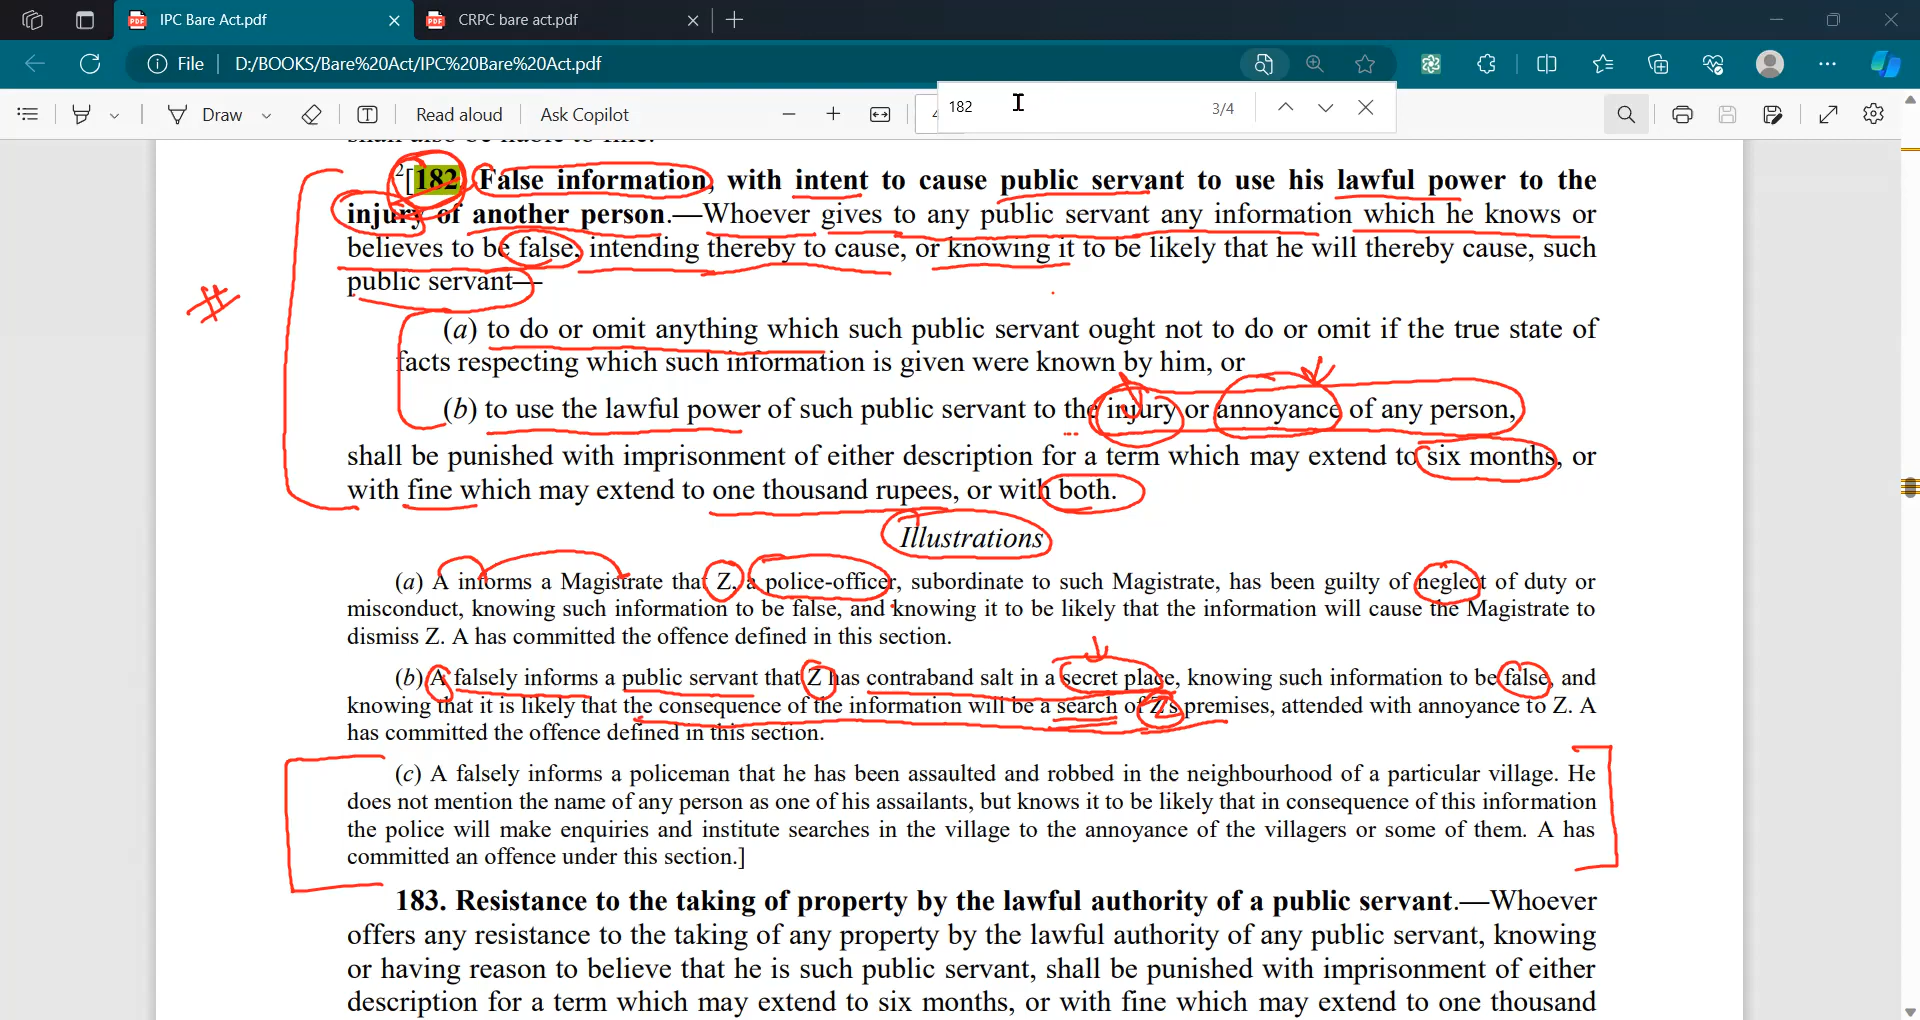 IPC Bare Act.pdf
CRPC bare act.pdf
File
D:/BOOKS/Bare%20Act/IPC%20Bare%20Act.pdf
Draw
Read aloud
Ask Copilot
182
3/4
2[182. False information, with intent to cause public servant to use his lawful power to the
injury of another person.—Whoever gives to any public servant any information which he knows or
believes to be false, intending thereby to cause, or knowing it to be likely that he will thereby cause, such
public servant—
(a) to do or omit anything which such public servant ought not to do or omit if the true state of
facts respecting which such information is given were known by him, or
(b) to use the lawful power of such public servant to the injury or annoyance of any person,
shall be punished with imprisonment of either description for a term which may extend to six months, or
with fine which may extend to one thousand rupees, or with both.
Illustrations
(a) A informs a Magistrate that Z, a police-officer, subordinate to such Magistrate, has been guilty of neglect of duty or
misconduct, knowing such information to be false, and knowing it to be likely that the information will cause the Magistrate to
dismiss Z. A has committed the offence defined in this section.
(b) A falsely informs a public servant that Z has contraband salt in a secret place, knowing such information to be false, and
knowing that it is likely that the consequence of the information will be a search of Z's premises, attended with annoyance to Z. A
has committed the offence defined in this section.
(c) A falsely informs a policeman that he has been assaulted and robbed in the neighbourhood of a particular village. He
does not mention the name of any person as one of his assailants, but knows it to be likely that in consequence of this information
the police will make enquiries and institute searches in the village to the annoyance of the villagers or some of them. A has
committed an offence under this section.]
183. Resistance to the taking of property by the lawful authority of a public servant.—Whoever
offers any resistance to the taking of any property by the lawful authority of any public servant, knowing
or having reason to believe that he is such public servant, shall be punished with imprisonment of either
description for a term which may extend to six months, or with fine which may extend to one thousand